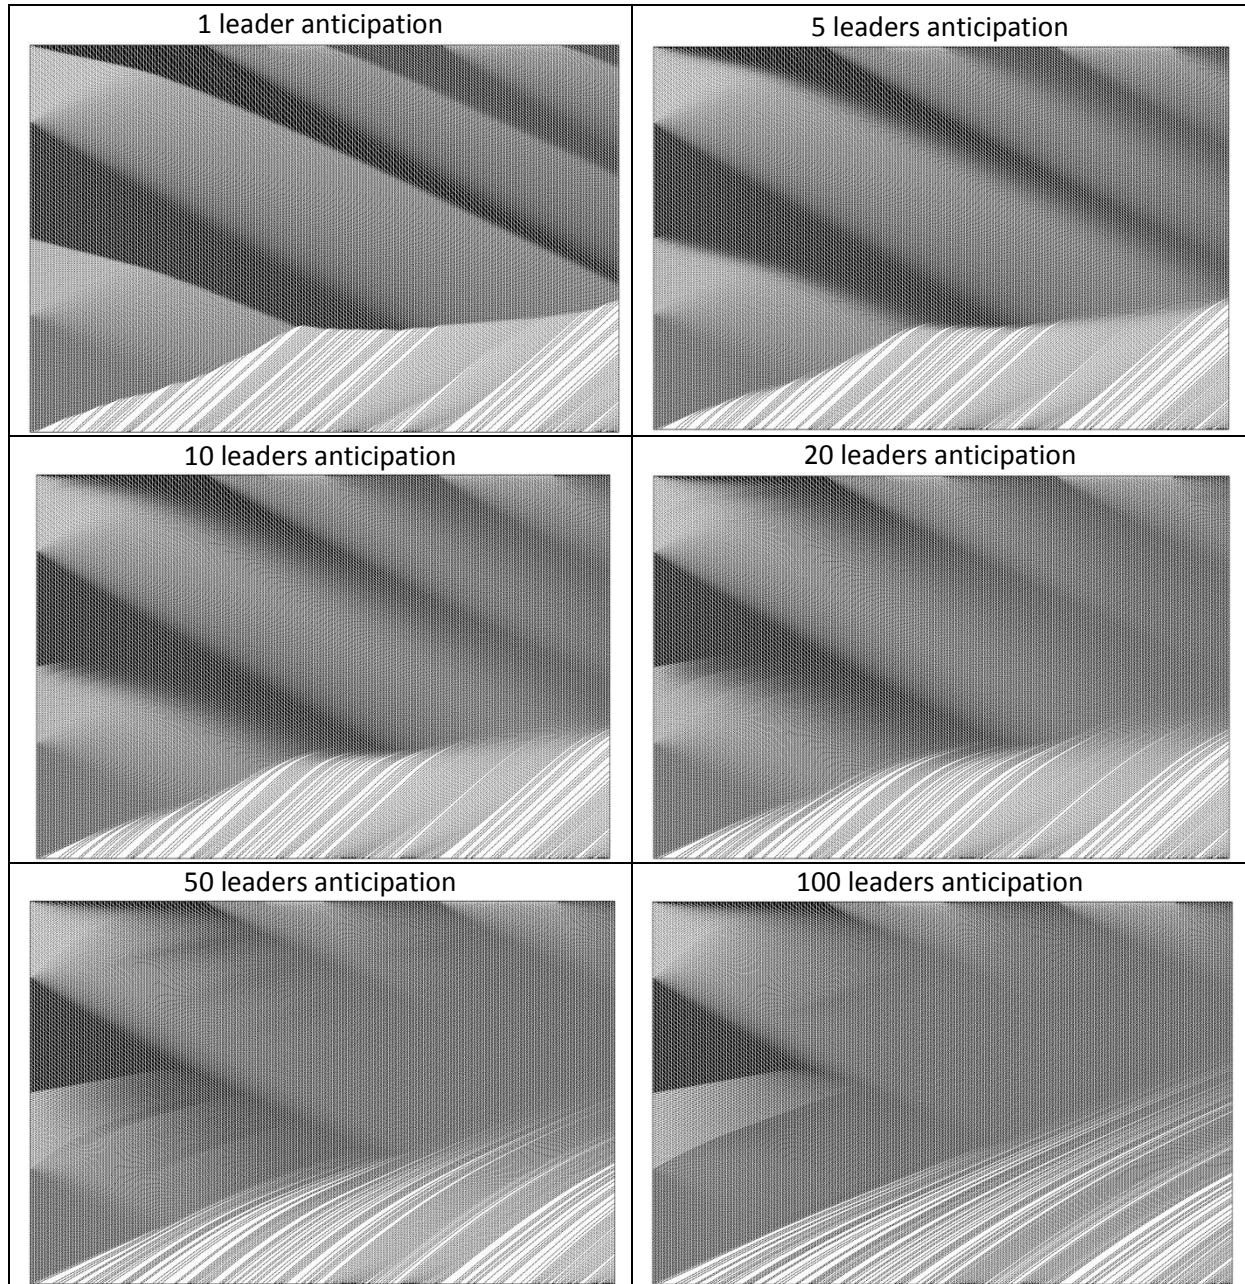 1 leader anticipation
5 leaders anticipation
10 leaders anticipation
20 leaders anticipation
50 leaders anticipation
100 leaders anticipation